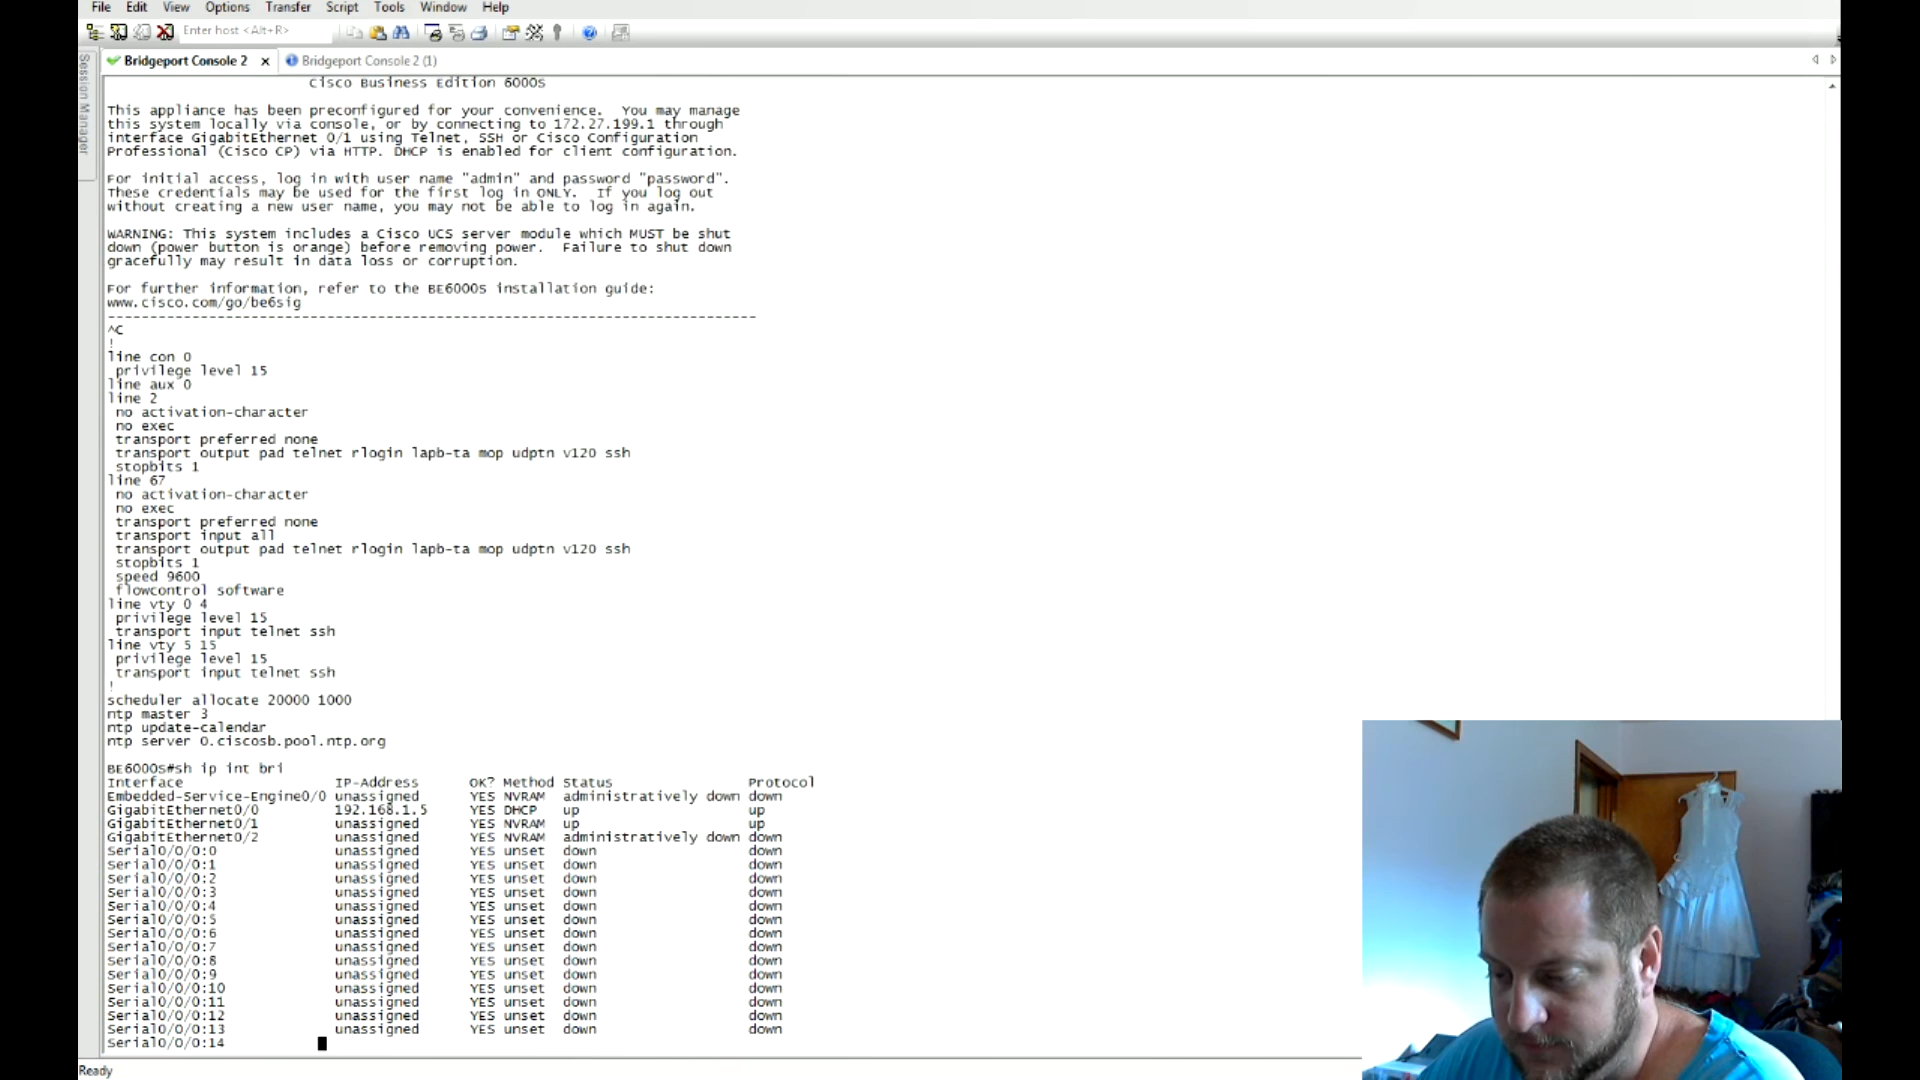 File Edit View Options Transfer Script Tools Window Help
Enter host <Alt+R>
Session Manager
Bridgeport Console 2 x Bridgeport Console 2 (1)
Cisco Business Edition 6000S
This appliance has been preconfigured for your convenience.  You may manage
this system locally via console, or by connecting to 172.27.199.1 through
interface GigabitEthernet 0/1 using Telnet, SSH or Cisco Configuration
Professional (Cisco CP) via HTTP. DHCP is enabled for client configuration.
For initial access, log in with user name "admin" and password "password".
These credentials may be used for the first log in ONLY.  If you log out
without creating a new user name, you may not be able to log in again.
WARNING: This system includes a Cisco UCS server module which MUST be shut
down (power button is orange) before removing power.  Failure to shut down
gracefully may result in data loss or corruption.
For further information, refer to the BE6000S installation guide:
www.cisco.com/go/be6sig
-----------------------------------------------------------------------------
^C
!
line con 0
 privilege level 15
line aux 0
line 2
 no activation-character
 no exec
 transport preferred none
 transport output pad telnet rlogin lapb-ta mop udptn v120 ssh
 stopbits 1
line 67
 no activation-character
 no exec
 transport preferred none
 transport input all
 transport output pad telnet rlogin lapb-ta mop udptn v120 ssh
 stopbits 1
 speed 9600
 flowcontrol software
line vty 0 4
 privilege level 15
 transport input telnet ssh
line vty 5 15
 privilege level 15
 transport input telnet ssh
!
scheduler allocate 20000 1000
ntp master 3
ntp update-calendar
ntp server 0.ciscosb.pool.ntp.org
BE6000S#sh ip int bri
Interface IP-Address OK? Method Status Protocol
Embedded-Service-Engine0/0 unassigned YES NVRAM administratively down down
GigabitEthernet0/0 192.168.1.5 YES DHCP up up
GigabitEthernet0/1 unassigned YES NVRAM up up
GigabitEthernet0/2 unassigned YES NVRAM administratively down down
Serial0/0/0:0 unassigned YES unset down down
Serial0/0/0:1 unassigned YES unset down down
Serial0/0/0:2 unassigned YES unset down down
Serial0/0/0:3 unassigned YES unset down down
Serial0/0/0:4 unassigned YES unset down down
Serial0/0/0:5 unassigned YES unset down down
Serial0/0/0:6 unassigned YES unset down down
Serial0/0/0:7 unassigned YES unset down down
Serial0/0/0:8 unassigned YES unset down down
Serial0/0/0:9 unassigned YES unset down down
Serial0/0/0:10 unassigned YES unset down down
Serial0/0/0:11 unassigned YES unset down down
Serial0/0/0:12 unassigned YES unset down down
Serial0/0/0:13 unassigned YES unset down down
Serial0/0/0:14
Ready